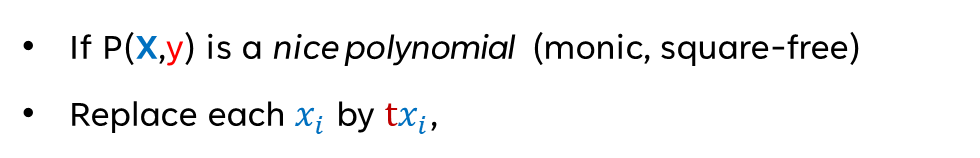 • If P(X,y) is a nice polynomial (monic, square-free)
• Replace each xᵢ by txᵢ,